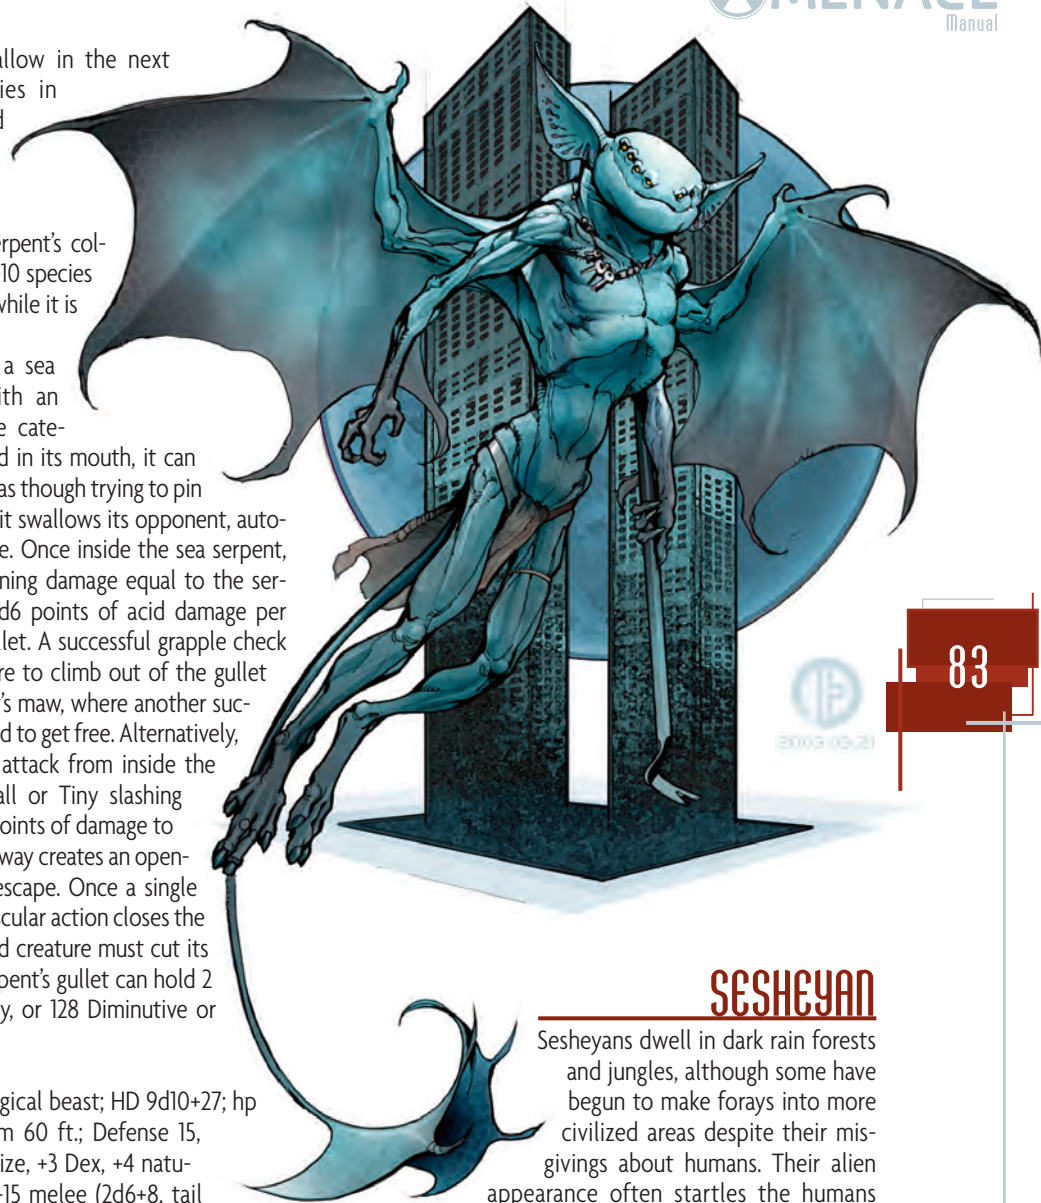 MENACE
Manual
allow in the next
ies in
erpent's col-
10 species
while it is
a sea
ith an
e cate-
d in its mouth, it can
as though trying to pin
it swallows its opponent, auto-
e. Once inside the sea serpent,
ning damage equal to the ser-
d6 points of acid damage per
let. A successful grapple check
re to climb out of the gullet
's maw, where another suc-
d to get free. Alternatively,
attack from inside the
all or Tiny slashing
oints of damage to
way creates an open-
escape. Once a single
scular action closes the
d creature must cut its
pent's gullet can hold 2
y, or 128 Diminutive or
gical beast; HD 9d10+27; hp
m 60 ft.; Defense 15,
ize, +3 Dex, +4 natu-
-15 melee (2d6+8, tail
83
SESHEYAN
Sesheyans dwell in dark rain forests
and jungles, although some have
begun to make forays into more
civilized areas despite their mis-
givings about humans. Their alien
appearance often startles the humans